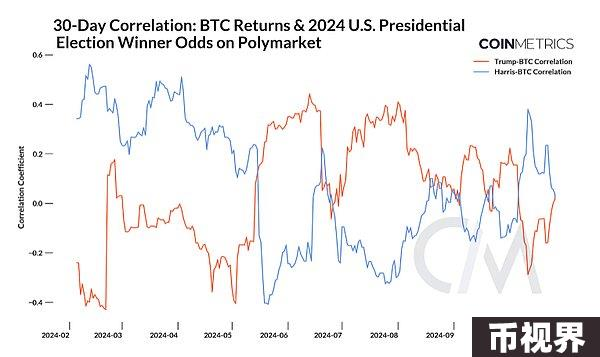 30-Day Correlation: BTC Returns & 2024 U.S. Presidential
Election Winner Odds on Polymarket
COINMETRICS
Trump-BTC Correlation
Harris-BTC Correlation
Correlation Coefficient
0.6
0.4
0.2
0.0
−0.2
−0.4
2024-02
2024-03
2024-04
2024-05
2024-06
2024-07
2024-08
2024-09
CM
币视界